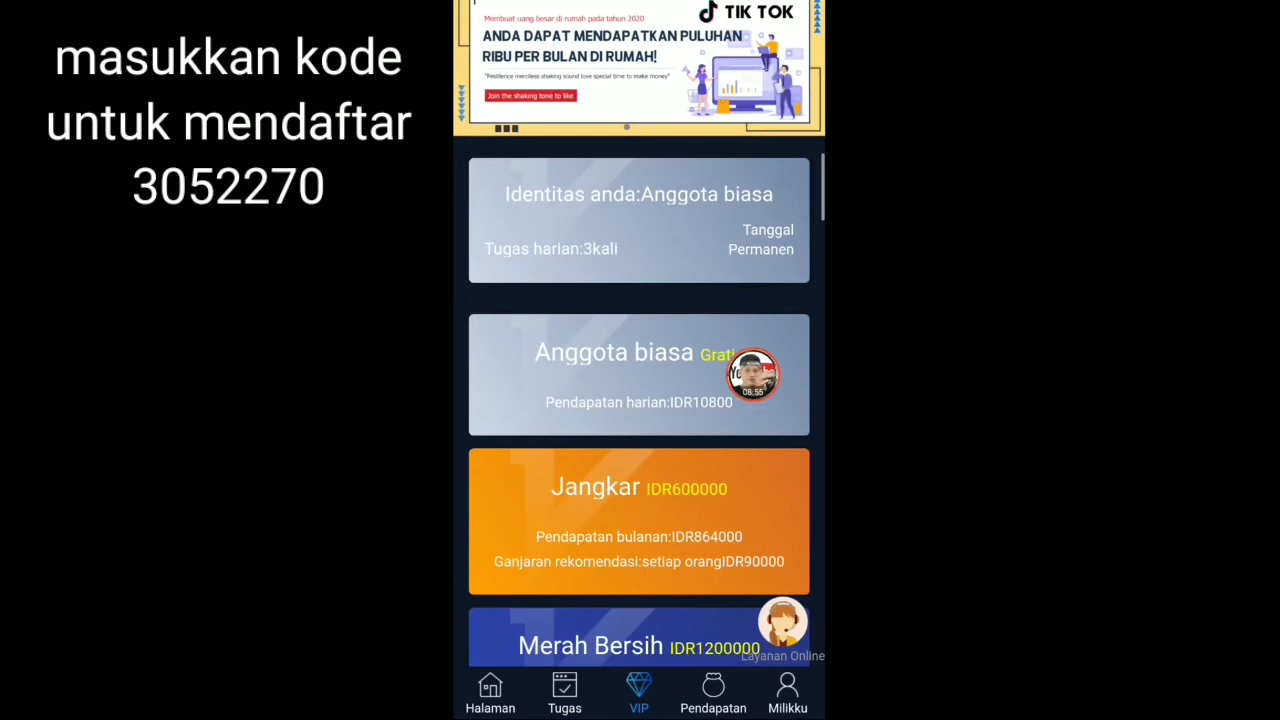 masukkan kode
untuk mendaftar
3052270
TIK TOK
Membuat uang besar di rumah pada tahun 2020
ANDA DAPAT MENDAPATKAN PULUHAN
RIBU PER BULAN DI RUMAH!
"Pestilence merciless shaking sound love special time to make money"
Join the shaking tone to like
Identitas anda:Anggota biasa
Tanggal
Tugas harian:3kali
Permanen
Anggota biasa Grati
08:55
Pendapatan harian:IDR10800
Jangkar IDR600000
Pendapatan bulanan:IDR864000
Ganjaran rekomendasi:setiap orangIDR90000
Merah Bersih IDR1200000
Layanan Online
Halaman Tugas VIP Pendapatan Milikku